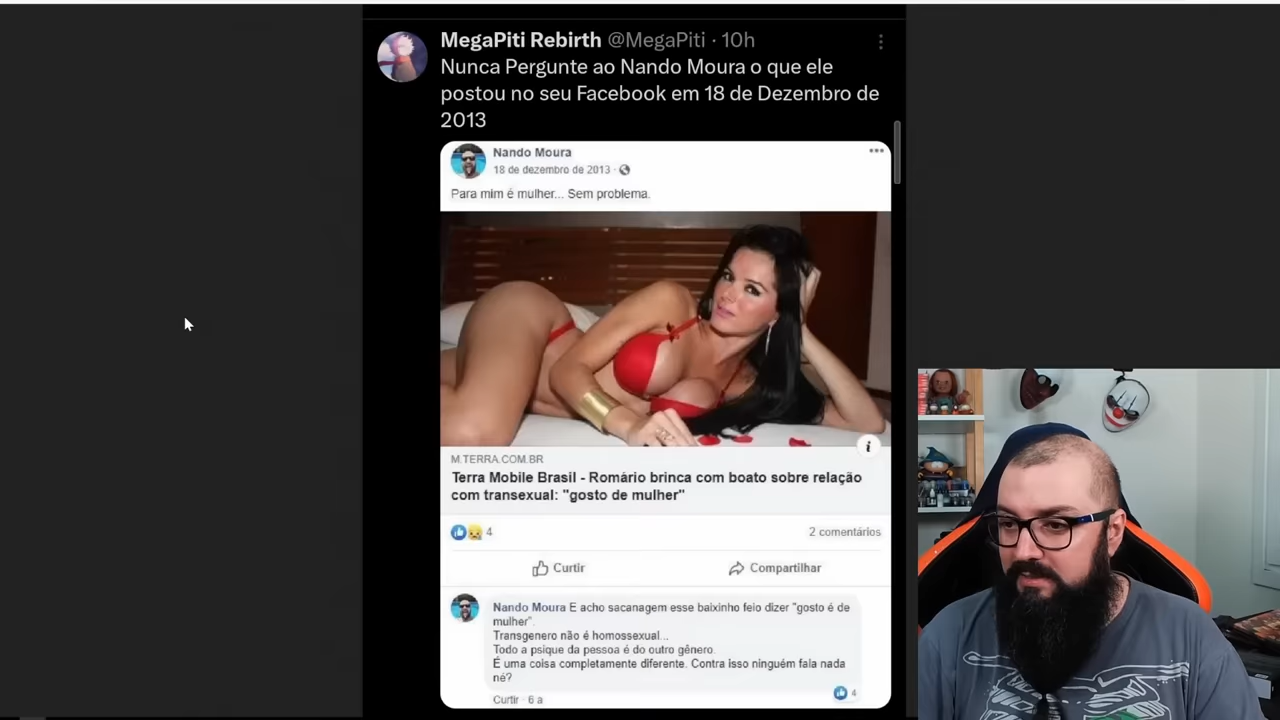 MegaPiti Rebirth @MegaPiti · 10h
Nunca Pergunte ao Nando Moura o que ele
postou no seu Facebook em 18 de Dezembro de
2013
Nando Moura
18 de dezembro de 2013 ·
Para mim é mulher... Sem problema.
M.TERRA.COM.BR
Terra Mobile Brasil - Romário brinca com boato sobre relação
com transexual: "gosto de mulher"
4
2 comentários
Curtir
Compartilhar
Nando Moura E acho sacanagem esse baixinho feio dizer "gosto é de
mulher".
Transgenero não é homossexual...
Todo a psique da pessoa é do outro gênero.
É uma coisa completamente diferente. Contra isso ninguém fala nada
né?
Curtir · 6 a
4